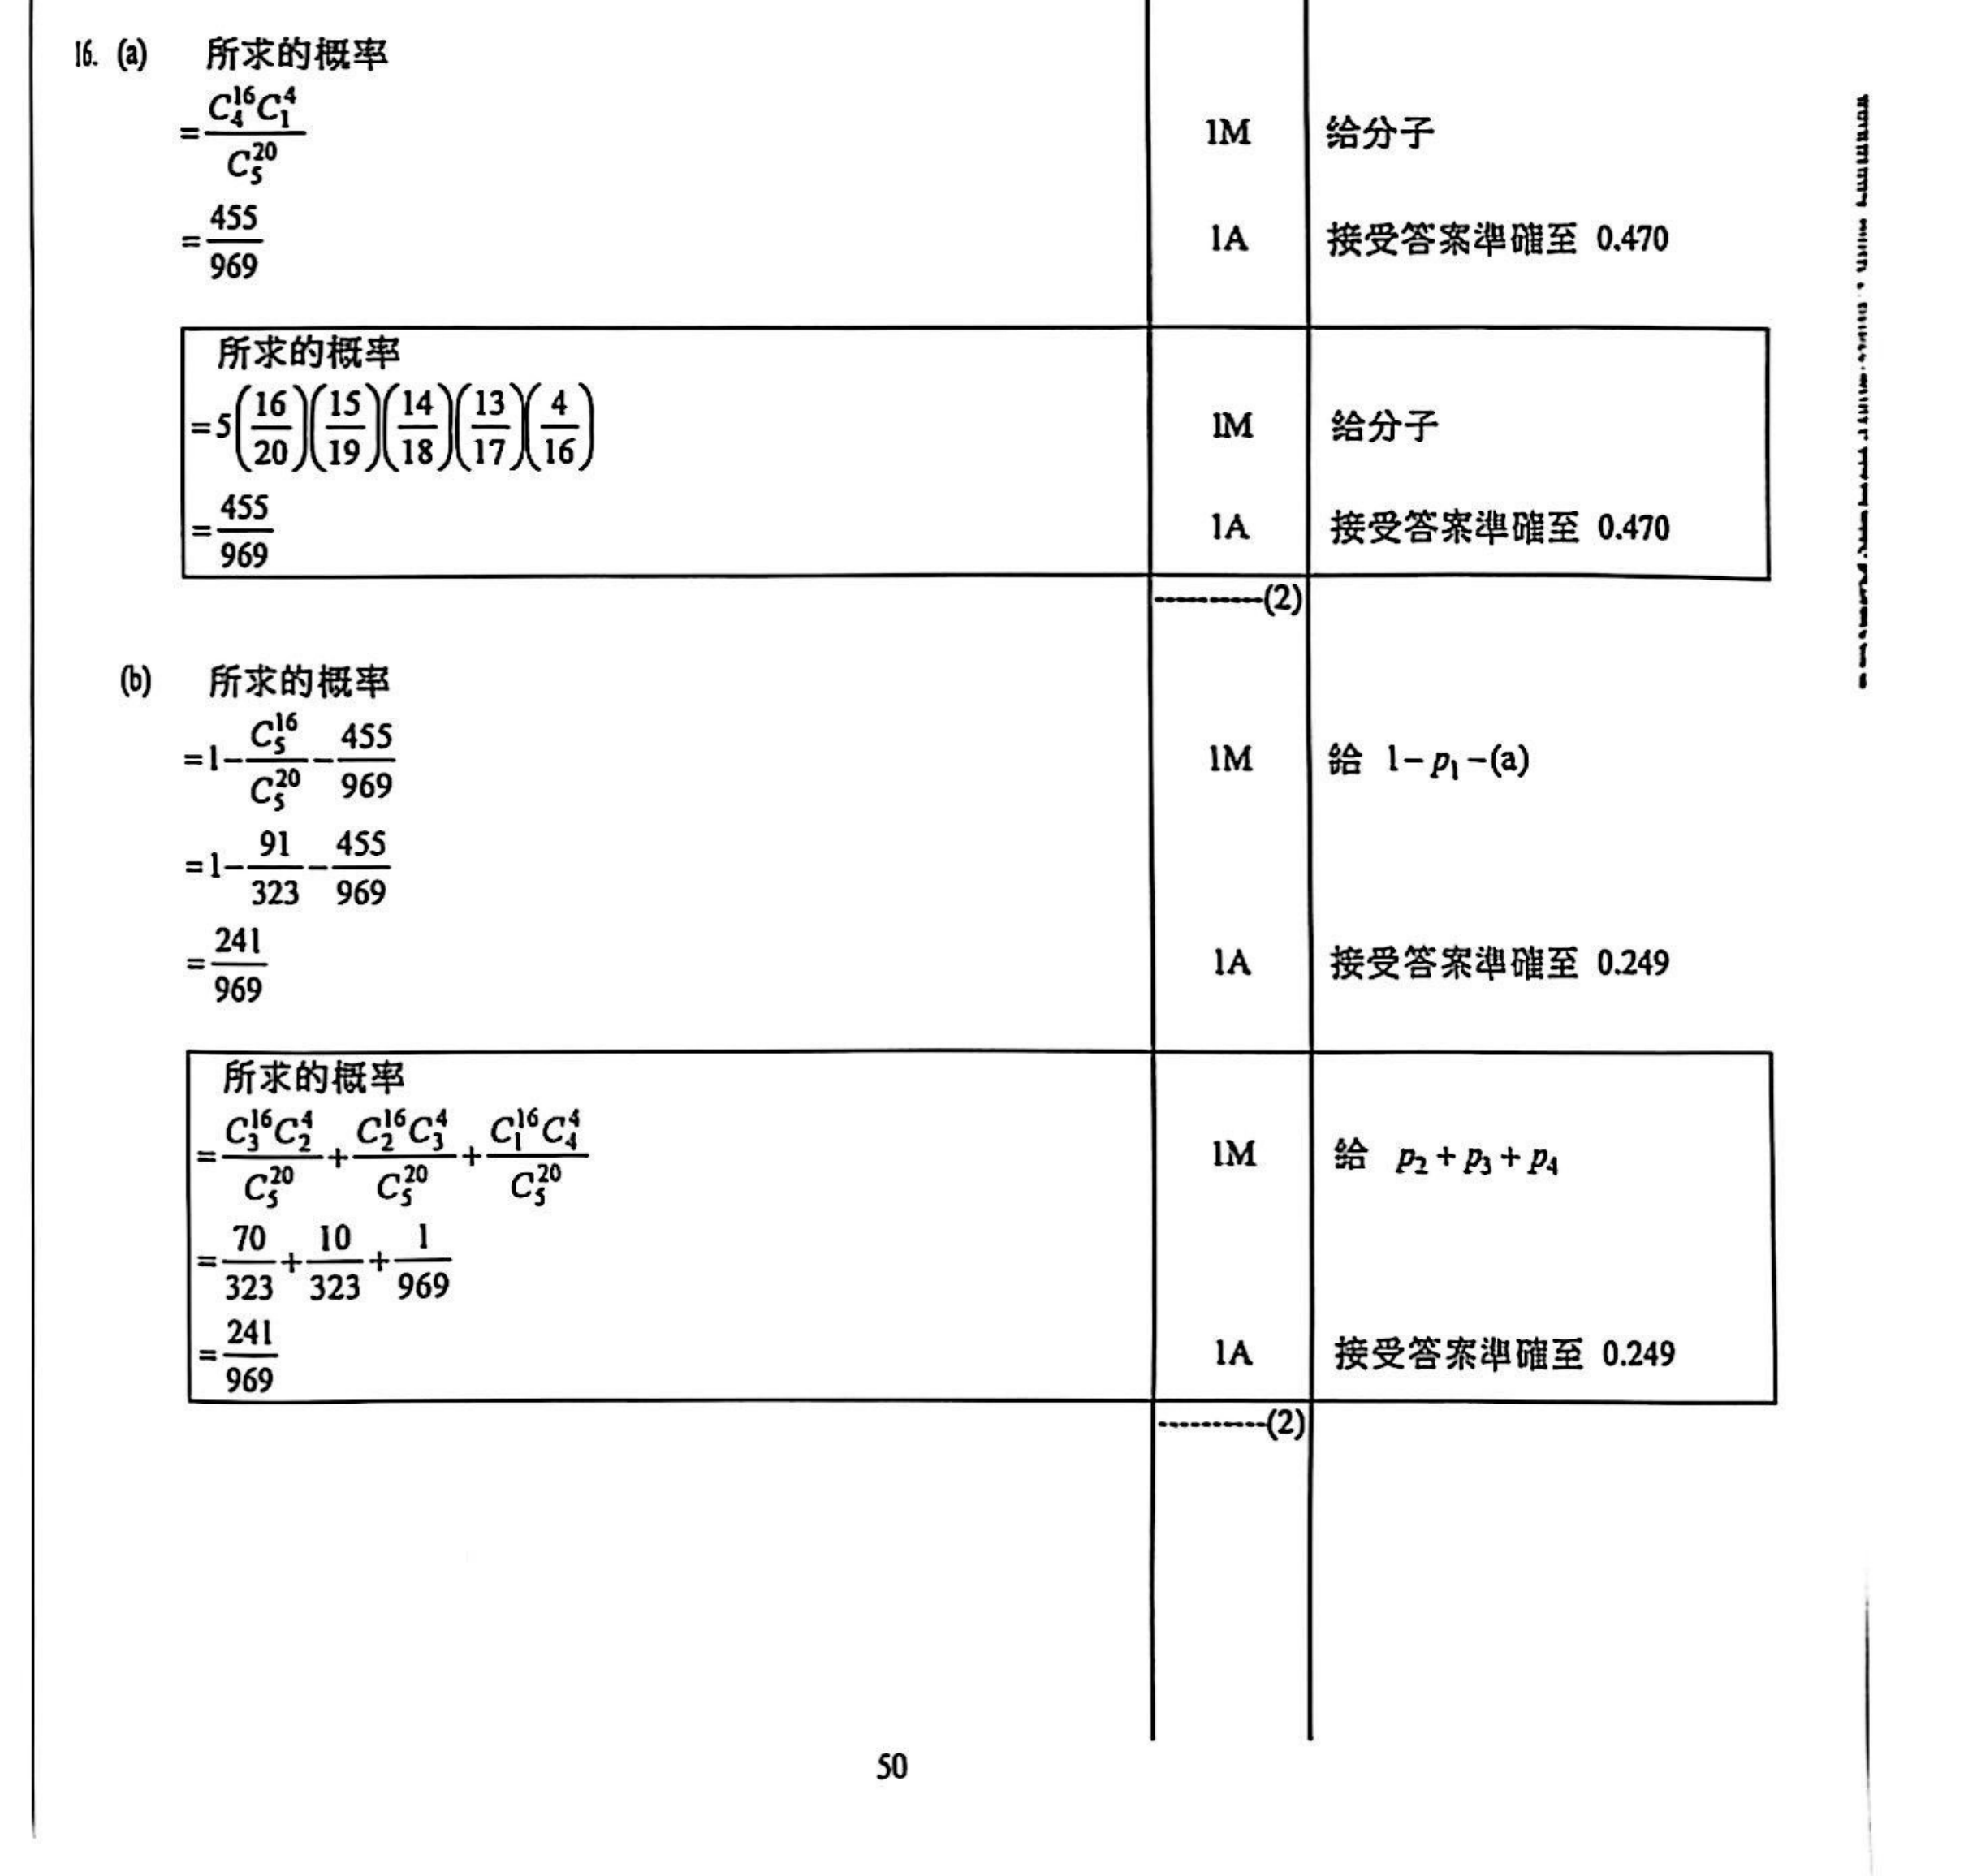 16. (a) 所求的概率
= C₄¹⁶C₁⁴ / C₅²⁰ 1M 給分子
= 455/969 1A 接受答案準確至 0.470
所求的概率
= 5(16/20)(15/19)(14/18)(13/17)(4/16) 1M 給分子
= 455/969 1A 接受答案準確至 0.470
----------(2)
(b) 所求的概率
= 1 − C₅¹⁶/C₅²⁰ − 455/969 1M 給 1 − p₁ − (a)
= 1 − 91/323 − 455/969
= 241/969 1A 接受答案準確至 0.249
所求的概率
= C₃¹⁶C₂⁴/C₅²⁰ + C₂¹⁶C₃⁴/C₅²⁰ + C₁¹⁶C₄⁴/C₅²⁰ 1M 給 p₂ + p₃ + p₄
= 70/323 + 10/323 + 1/969
= 241/969 1A 接受答案準確至 0.249
----------(2)
50